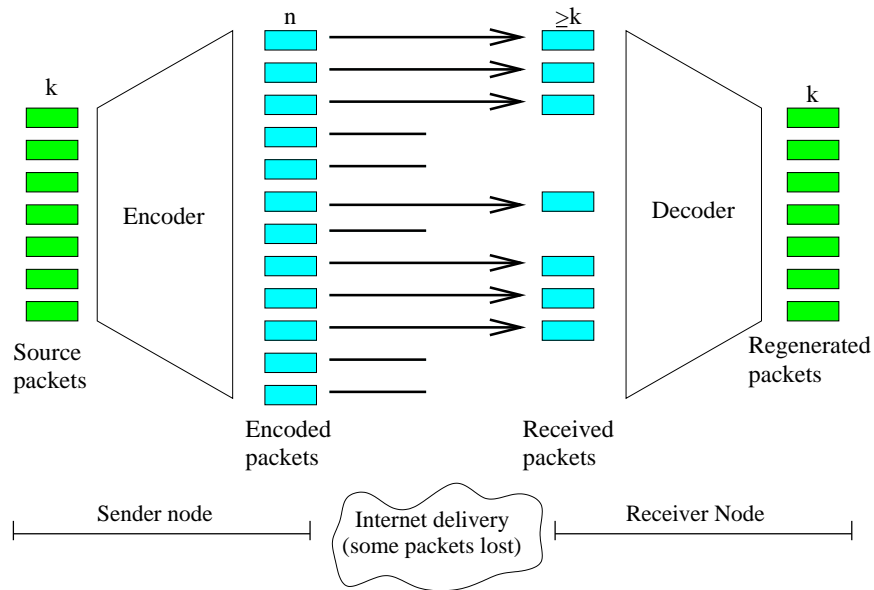 n
≥k
k
k
Encoder
Decoder
Source
packets
Regenerated
packets
Encoded
packets
Received
packets
Sender node
Internet delivery
(some packets lost)
Receiver Node